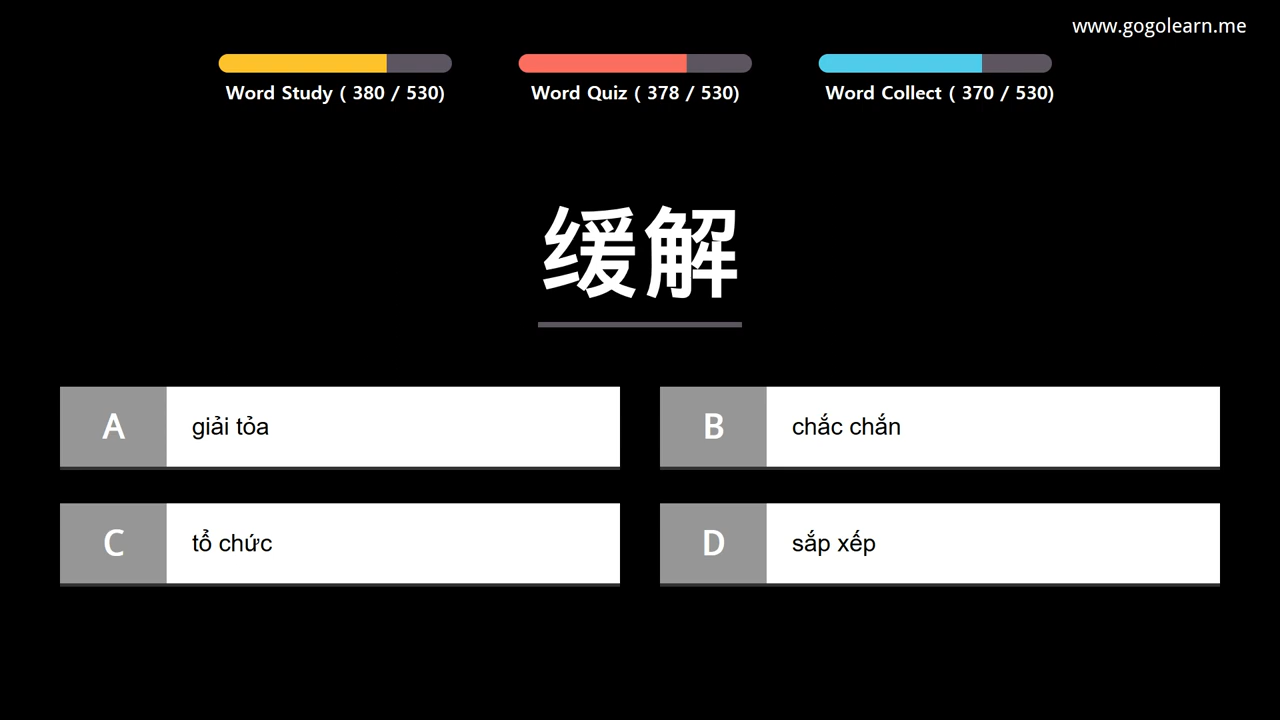 www.gogolearn.me
Word Study ( 380 / 530)
Word Quiz ( 378 / 530)
Word Collect ( 370 / 530)
缓解
A giải tỏa
B chắc chắn
C tổ chức
D sắp xếp